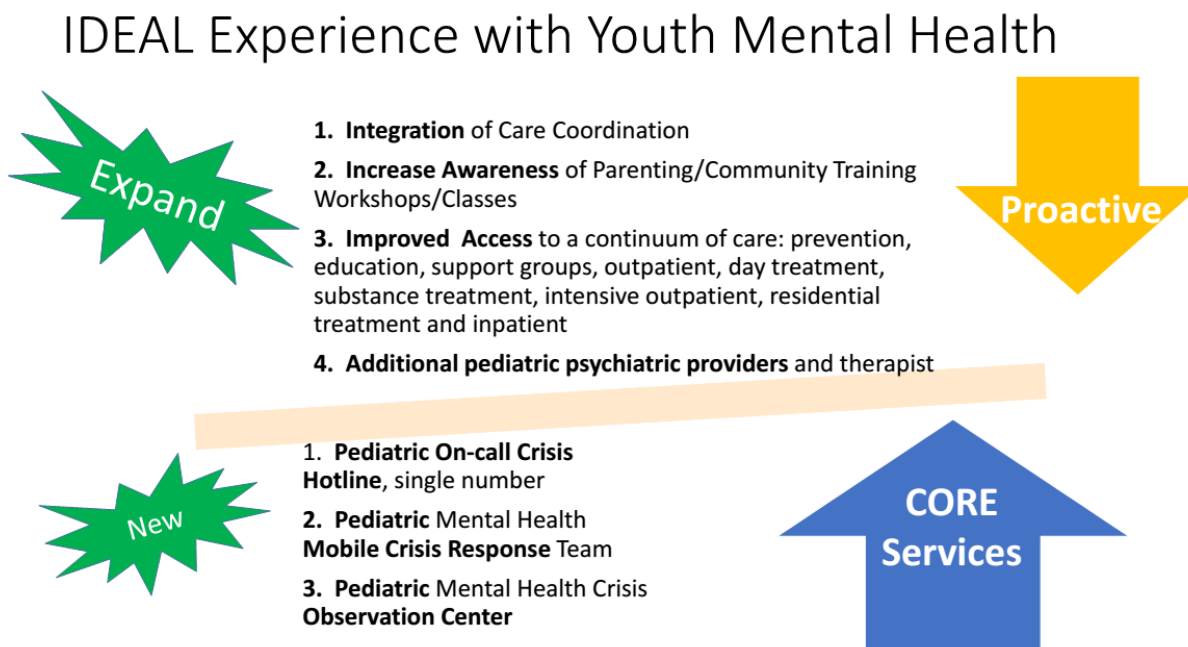 IDEAL Experience with Youth Mental Health
Expand
1. Integration of Care Coordination
2. Increase Awareness of Parenting/Community Training
Workshops/Classes
3. Improved  Access to a continuum of care: prevention,
education, support groups, outpatient, day treatment,
substance treatment, intensive outpatient, residential
treatment and inpatient
4. Additional pediatric psychiatric providers and therapist
Proactive
New
1. Pediatric On-call Crisis
Hotline, single number
2. Pediatric Mental Health
Mobile Crisis Response Team
3. Pediatric Mental Health Crisis
Observation Center
CORE
Services